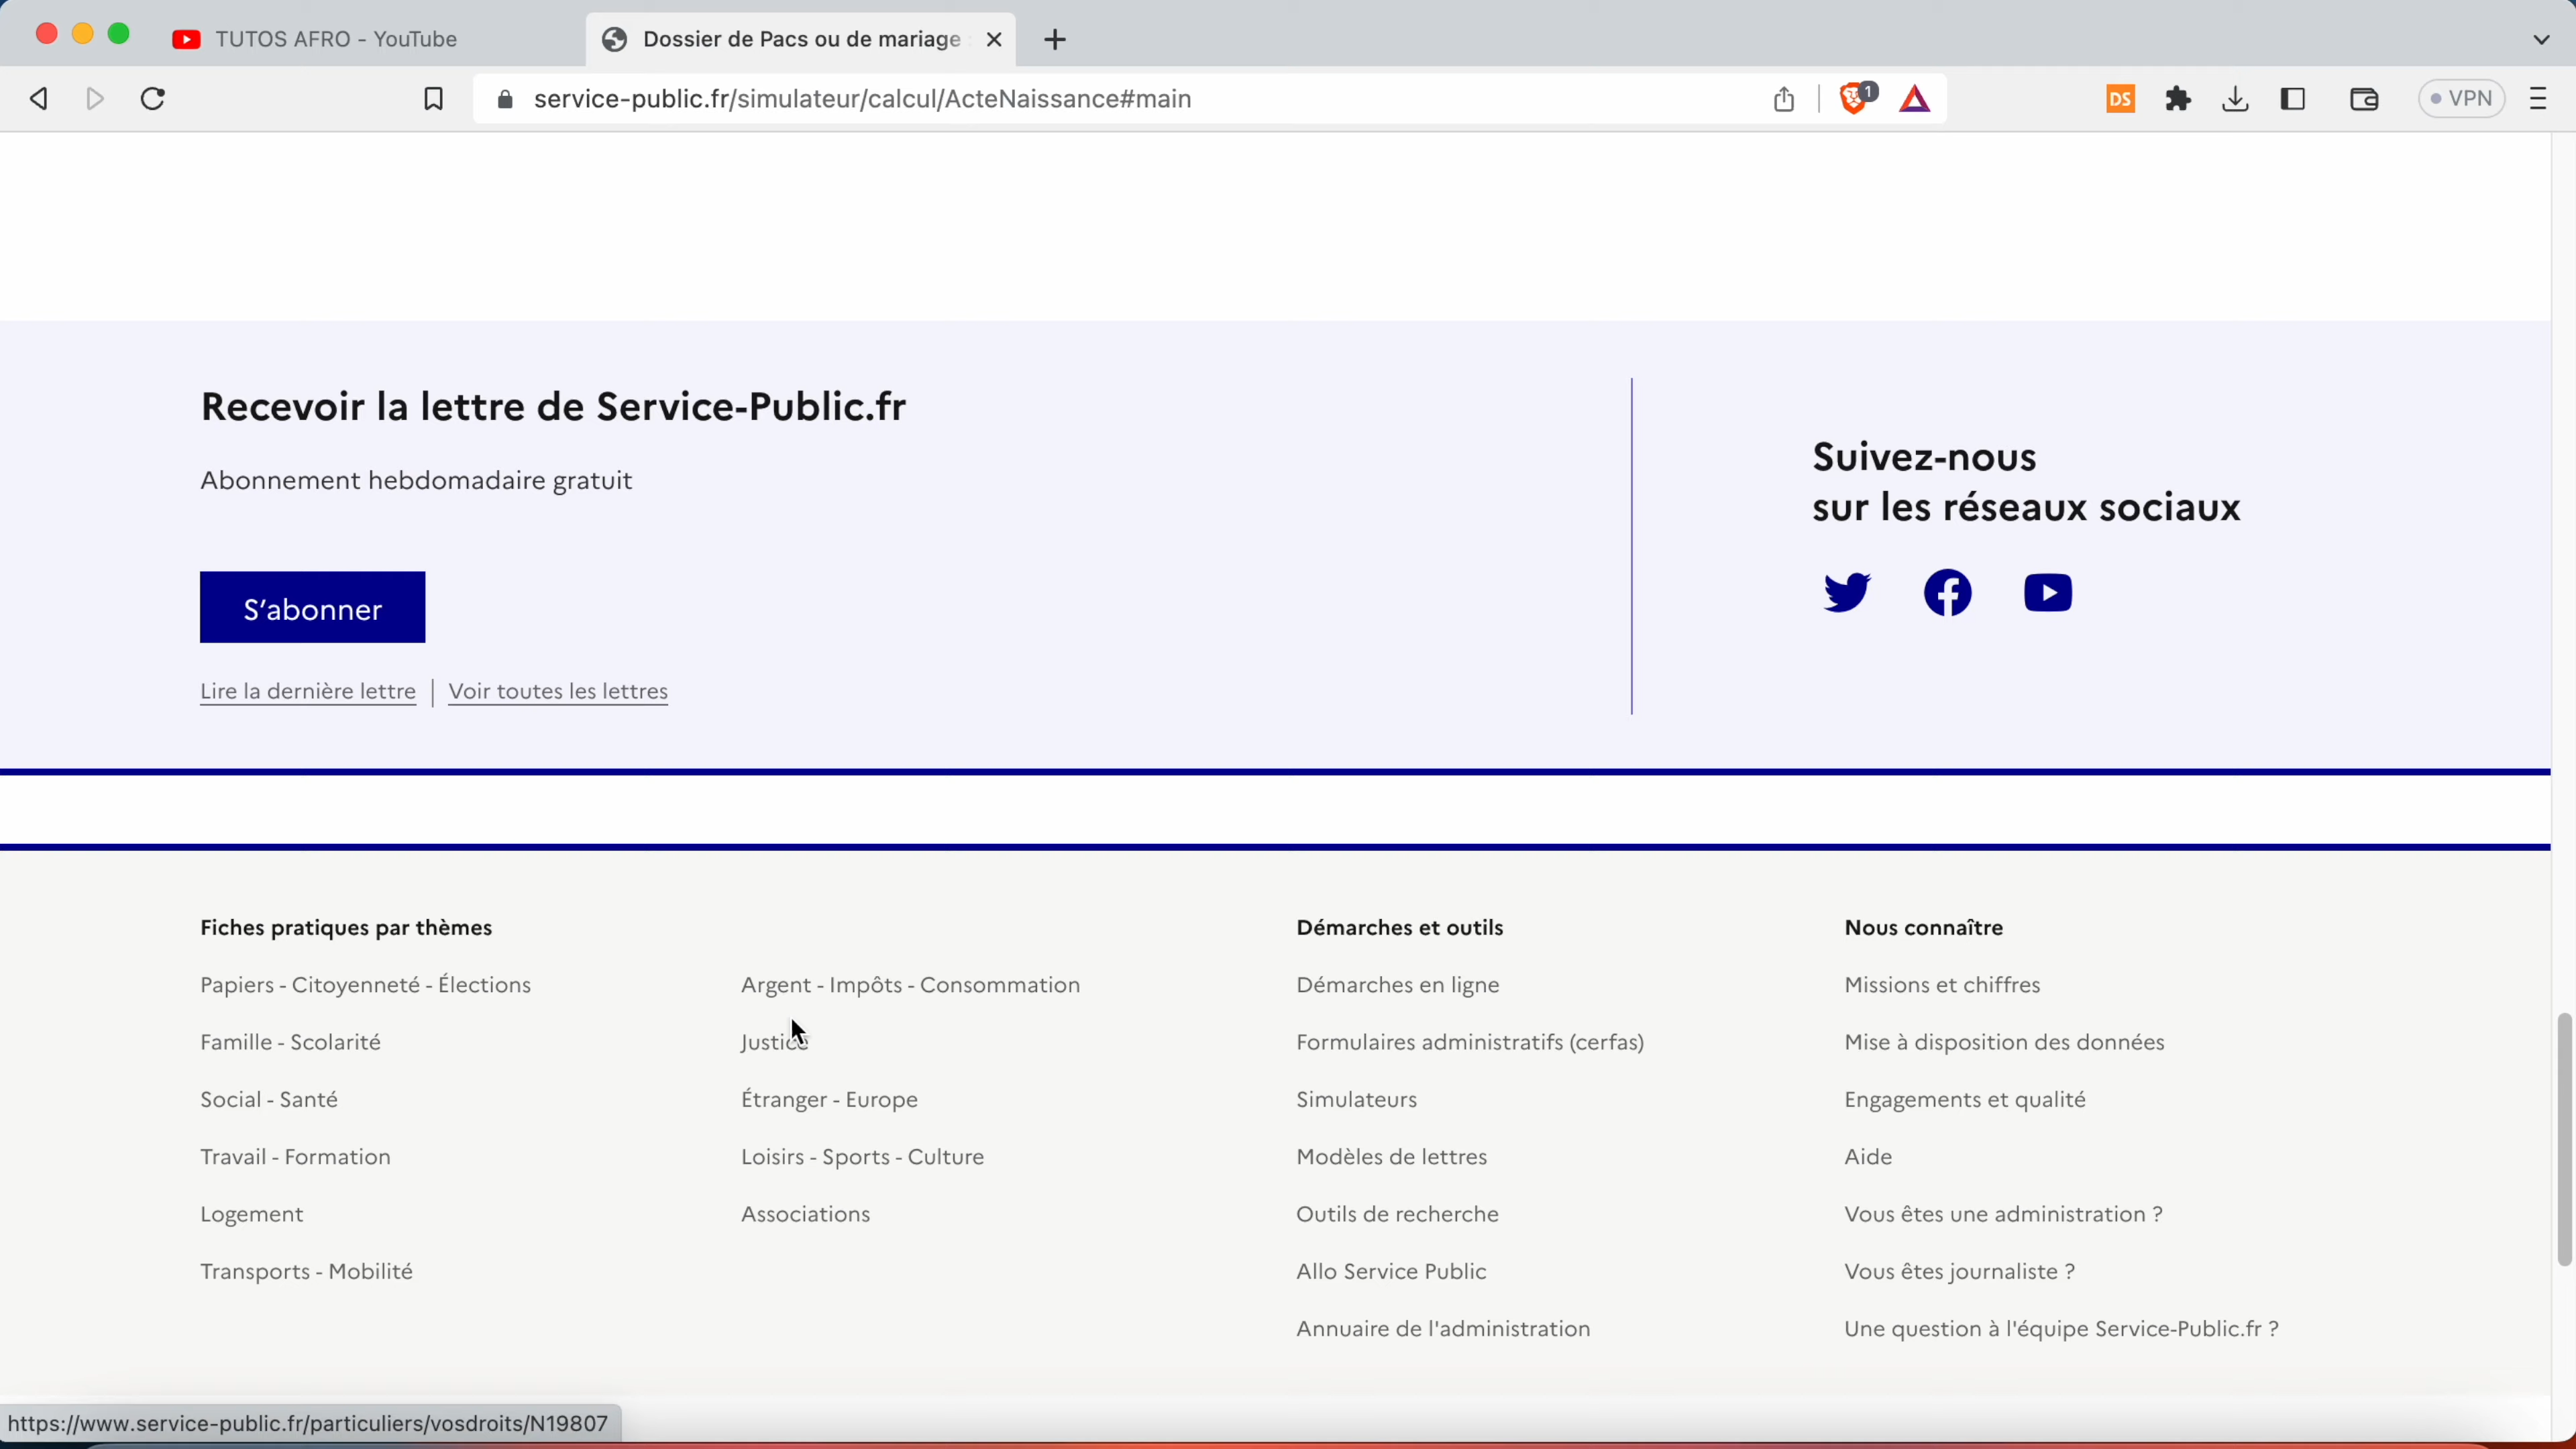 TUTOS AFRO - YouTube
Dossier de Pacs ou de mariage
service-public.fr/simulateur/calcul/ActeNaissance#main
1
DS
VPN
Recevoir la lettre de Service-Public.fr
Abonnement hebdomadaire gratuit
S'abonner
Lire la dernière lettre
Voir toutes les lettres
Suivez-nous
sur les réseaux sociaux
Fiches pratiques par thèmes
Papiers - Citoyenneté - Élections
Famille - Scolarité
Social - Santé
Travail - Formation
Logement
Transports - Mobilité
Argent - Impôts - Consommation
Justice
Étranger - Europe
Loisirs - Sports - Culture
Associations
Démarches et outils
Démarches en ligne
Formulaires administratifs (cerfas)
Simulateurs
Modèles de lettres
Outils de recherche
Allo Service Public
Annuaire de l'administration
Nous connaître
Missions et chiffres
Mise à disposition des données
Engagements et qualité
Aide
Vous êtes une administration ?
Vous êtes journaliste ?
Une question à l'équipe Service-Public.fr ?
https://www.service-public.fr/particuliers/vosdroits/N19807